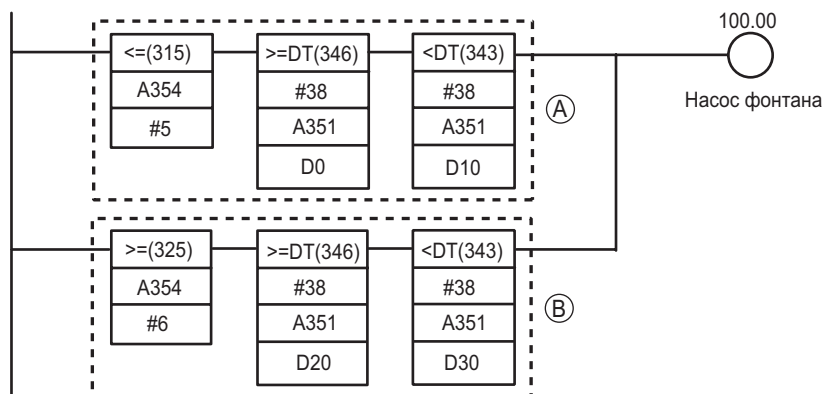 100.00
<=(315)
A354
#5
>=DT(346)
#38
A351
D0
<DT(343)
#38
A351
D10
A
Насос фонтана
>=(325)
A354
#6
>=DT(346)
#38
A351
D20
<DT(343)
#38
A351
D30
B